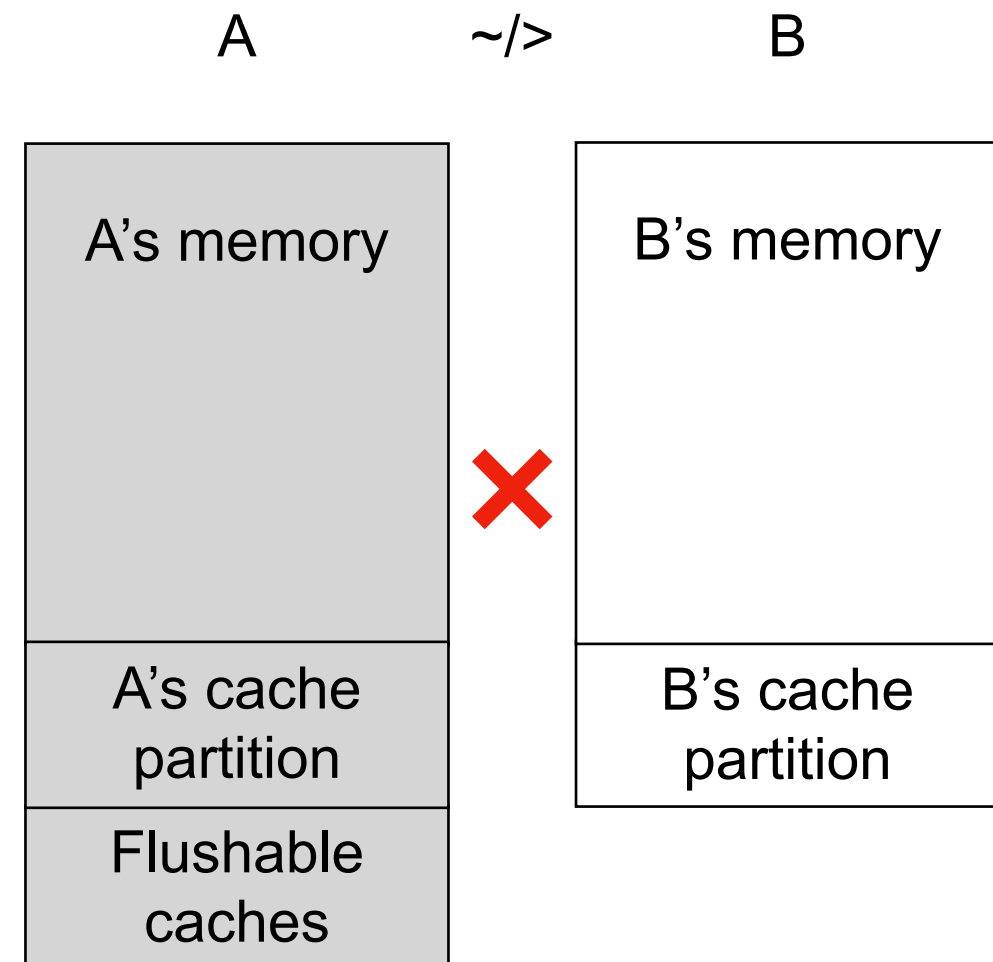 A ~/> B
A’s memory
B’s memory
A’s cache
partition
B’s cache
partition
Flushable
caches